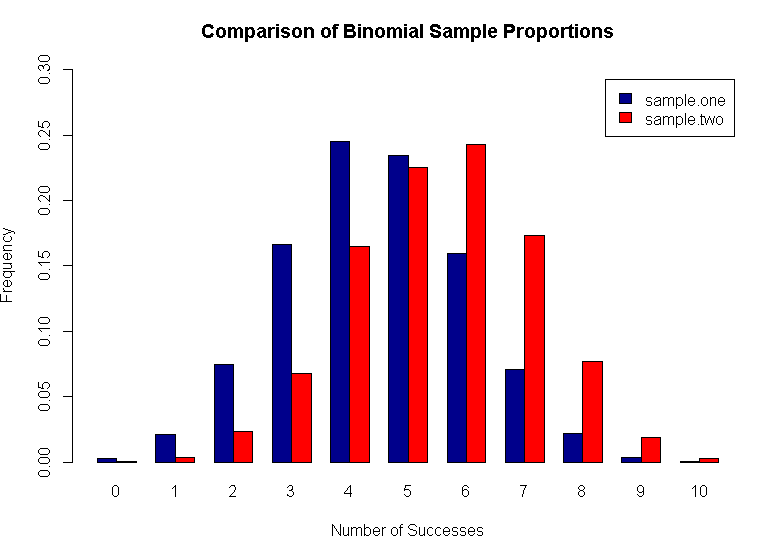 Comparison of Binomial Sample Proportions
0.30
0.25
0.20
0.15
0.10
0.05
0.00
Frequency
sample.one
sample.two
0 1 2 3 4 5 6 7 8 9 10
Number of Successes